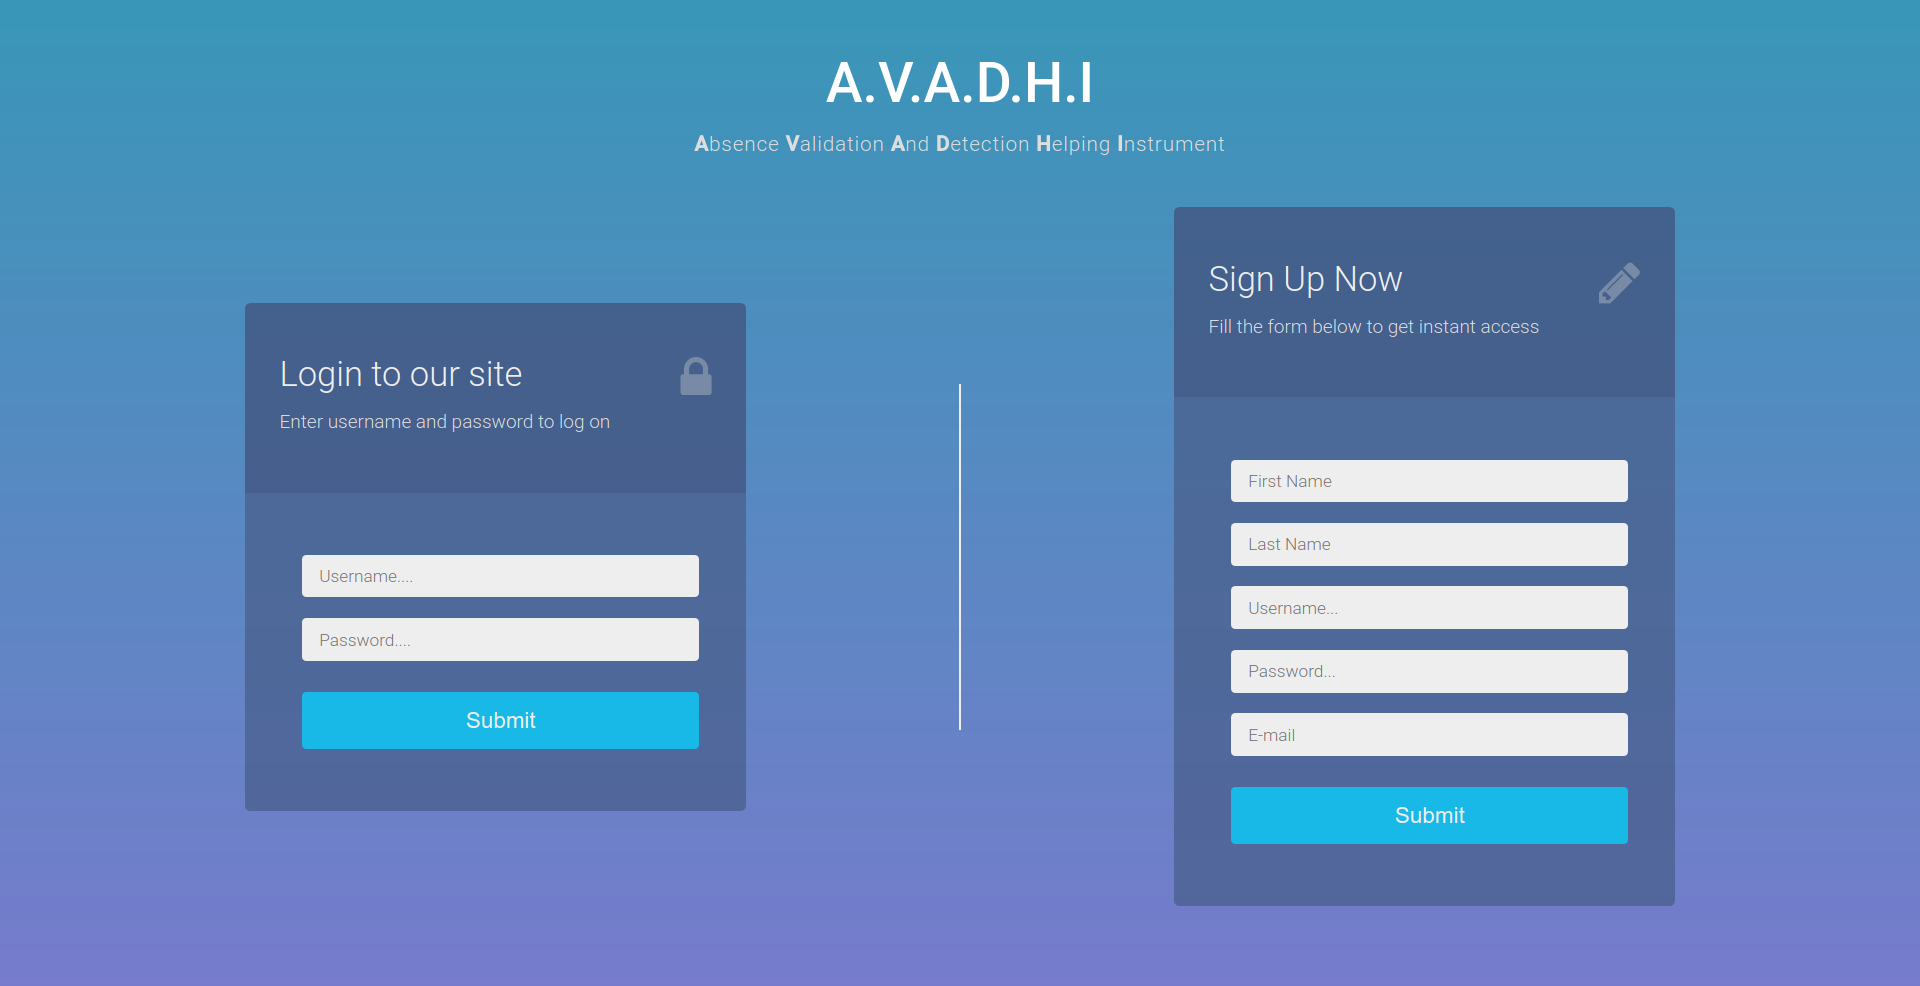 A.V.A.D.H.I
Absence Validation And Detection Helping Instrument
Login to our site
Enter username and password to log on
Username....
Password....
Submit
Sign Up Now
Fill the form below to get instant access
First Name
Last Name
Username...
Password...
E-mail
Submit